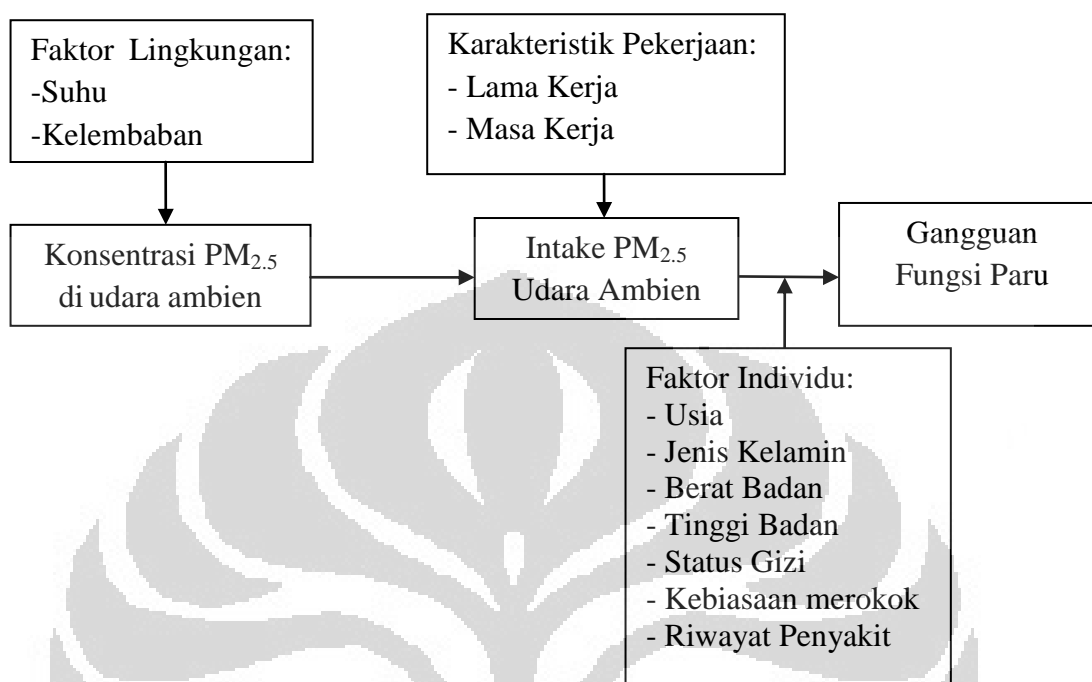 Faktor Lingkungan:
-Suhu
-Kelembaban
Karakteristik Pekerjaan:
- Lama Kerja
- Masa Kerja
Konsentrasi PM2.5
di udara ambien
Intake PM2.5
Udara Ambien
Gangguan
Fungsi Paru
Faktor Individu:
- Usia
- Jenis Kelamin
- Berat Badan
- Tinggi Badan
- Status Gizi
- Kebiasaan merokok
- Riwayat Penyakit